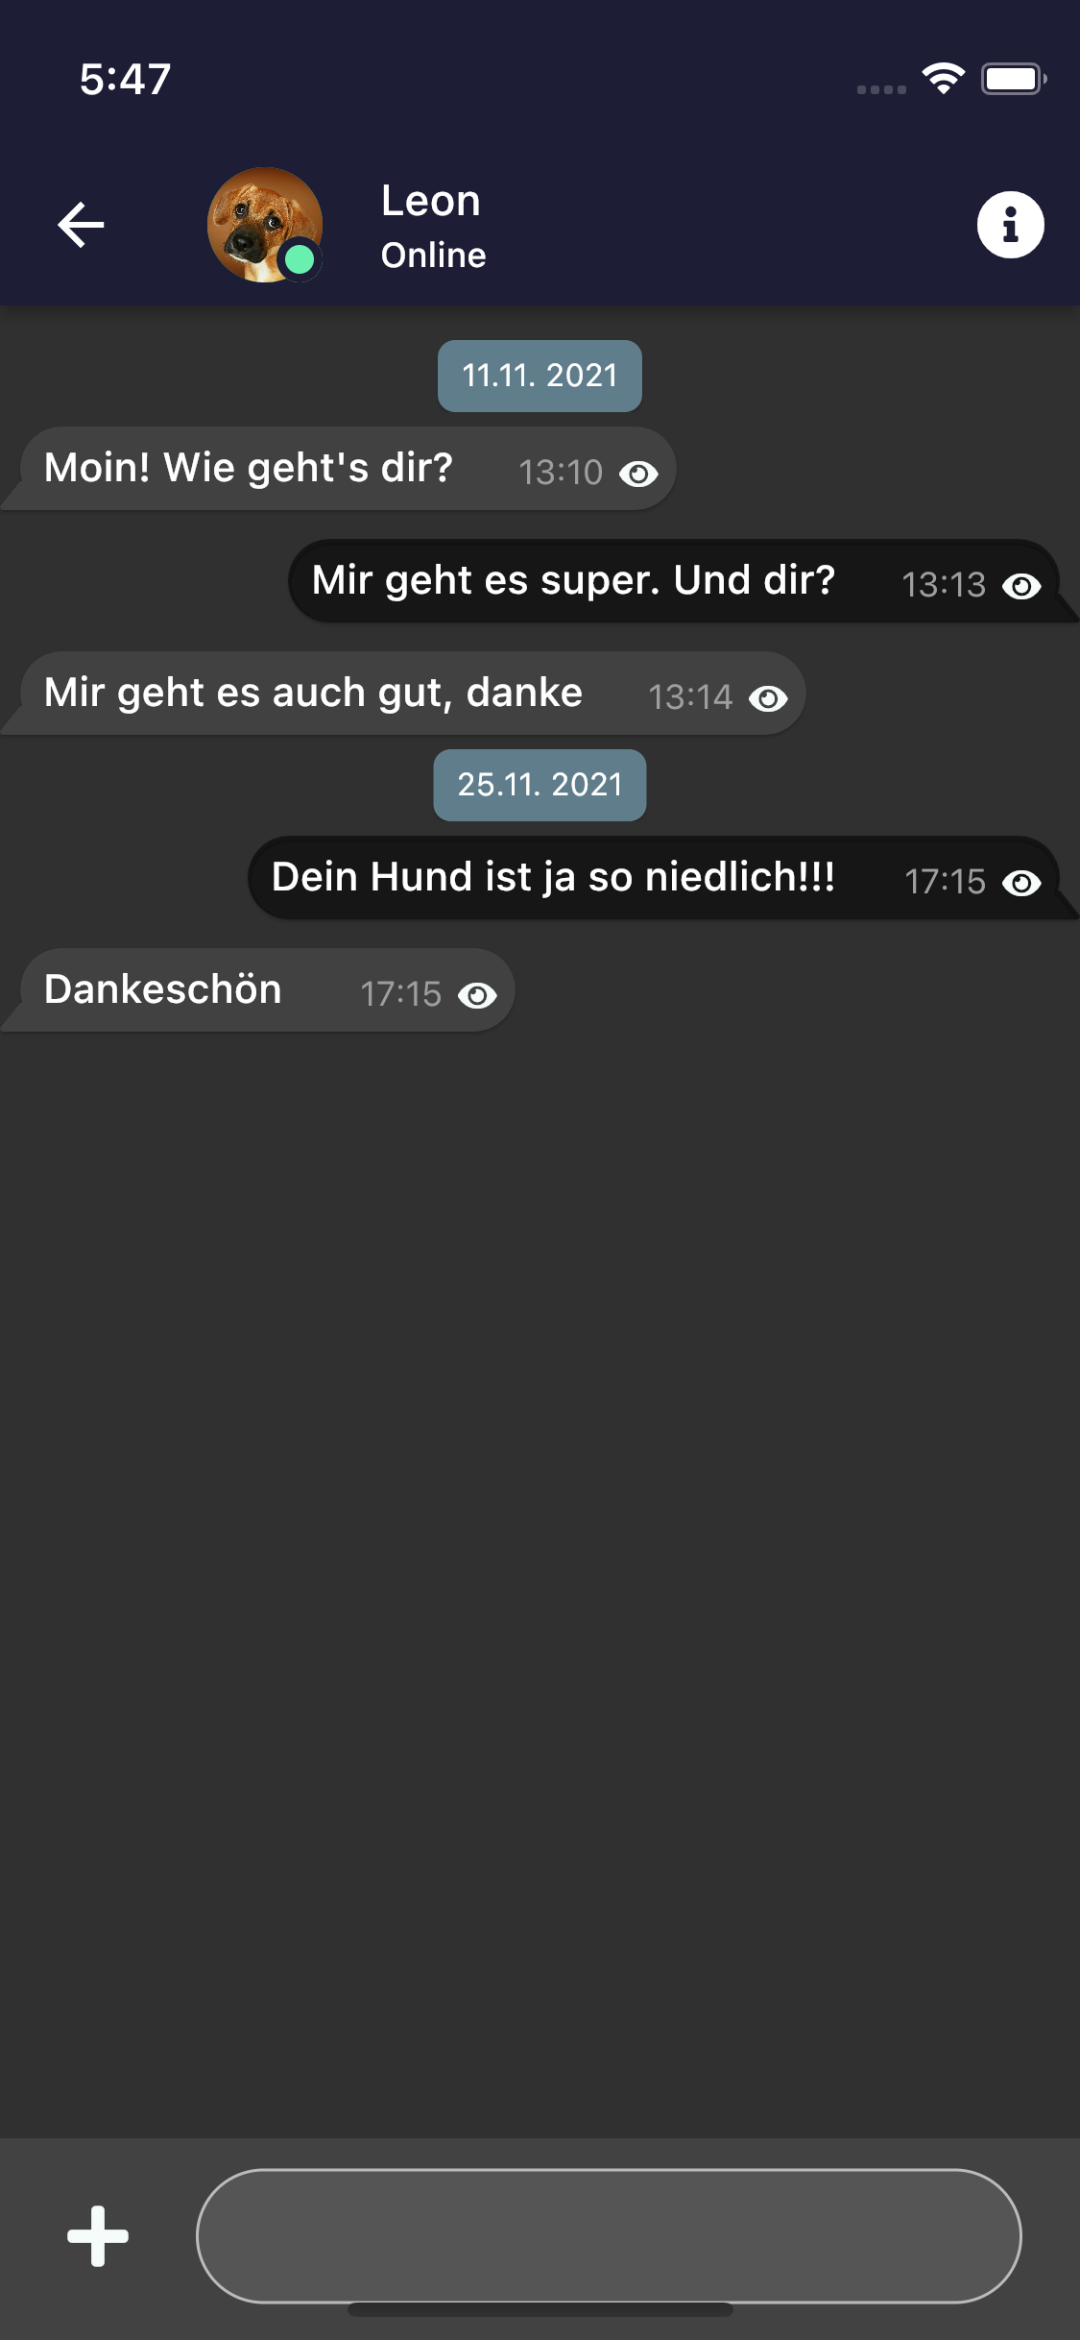 5:47
Leon
Online
11.11. 2021
Moin! Wie geht's dir? 13:10
Mir geht es super. Und dir? 13:13
Mir geht es auch gut, danke 13:14
25.11. 2021
Dein Hund ist ja so niedlich!!! 17:15
Dankeschön 17:15